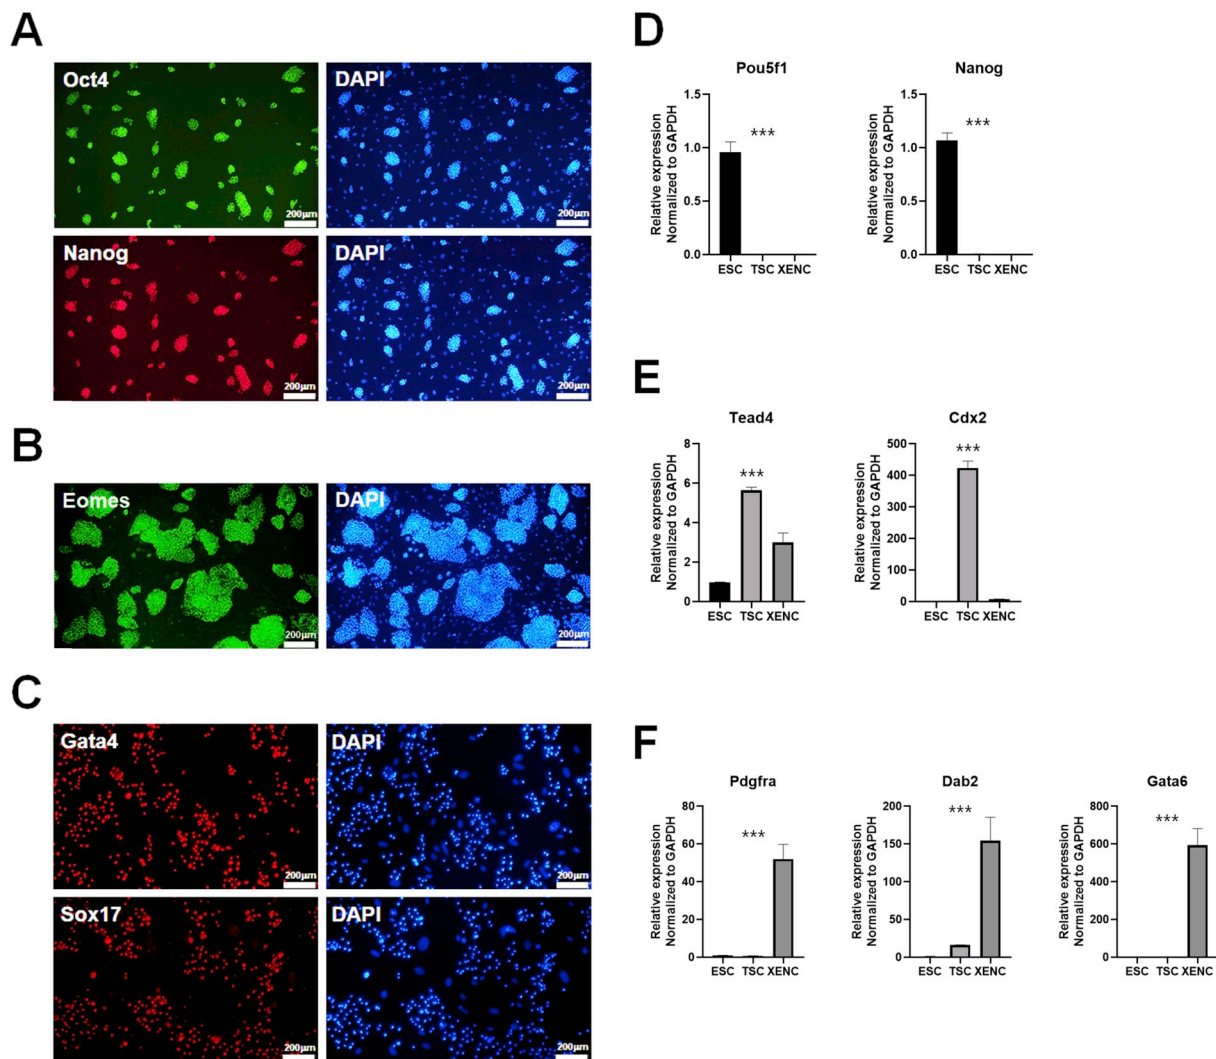 A
Oct4
DAPI
200μm
200μm
Nanog
DAPI
200μm
200μm
B
Eomes
DAPI
200μm
200μm
C
Gata4
DAPI
200μm
200μm
Sox17
DAPI
200μm
200μm
D
Pou5f1
Relative expression
Normalized to GAPDH
1.5
1.0
0.5
0.0
***
ESC TSC XENC
Nanog
Relative expression
Normalized to GAPDH
1.5
1.0
0.5
0.0
***
ESC TSC XENC
E
Tead4
Relative expression
Normalized to GAPDH
8
6
4
2
0
***
ESC TSC XENC
Cdx2
Relative expression
Normalized to GAPDH
500
400
300
200
100
0
***
ESC TSC XENC
F
Pdgfra
Relative expression
Normalized to GAPDH
80
60
40
20
0
***
ESC TSC XENC
Dab2
Relative expression
Normalized to GAPDH
200
150
100
50
0
***
ESC TSC XENC
Gata6
Relative expression
Normalized to GAPDH
800
600
400
200
0
***
ESC TSC XENC